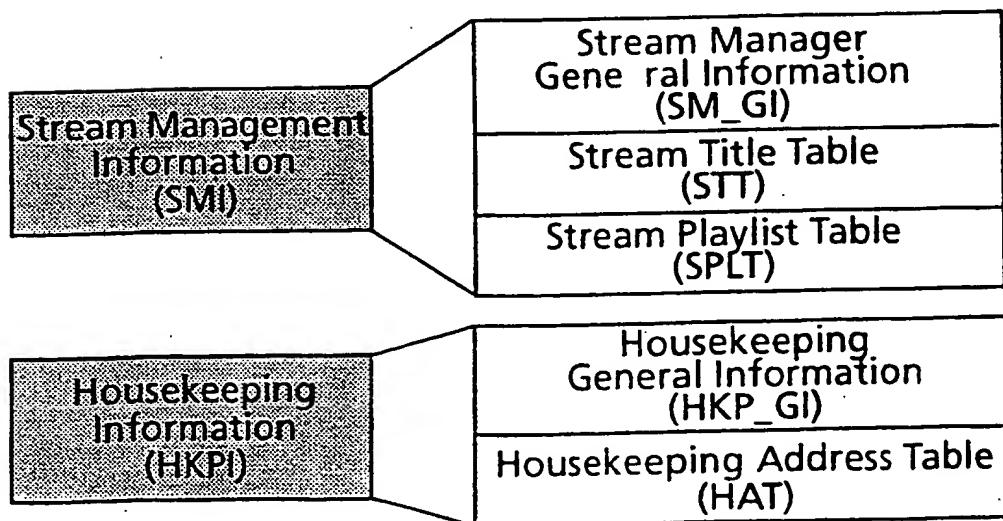 Stream Management
Information
(SMI)
Stream Manager
Gene ral Information
(SM_GI)
Stream Title Table
(STT)
Stream Playlist Table
(SPLT)
Housekeeping
Information
(HKPI)
Housekeeping
General Information
(HKP_GI)
Housekeeping Address Table
(HAT)